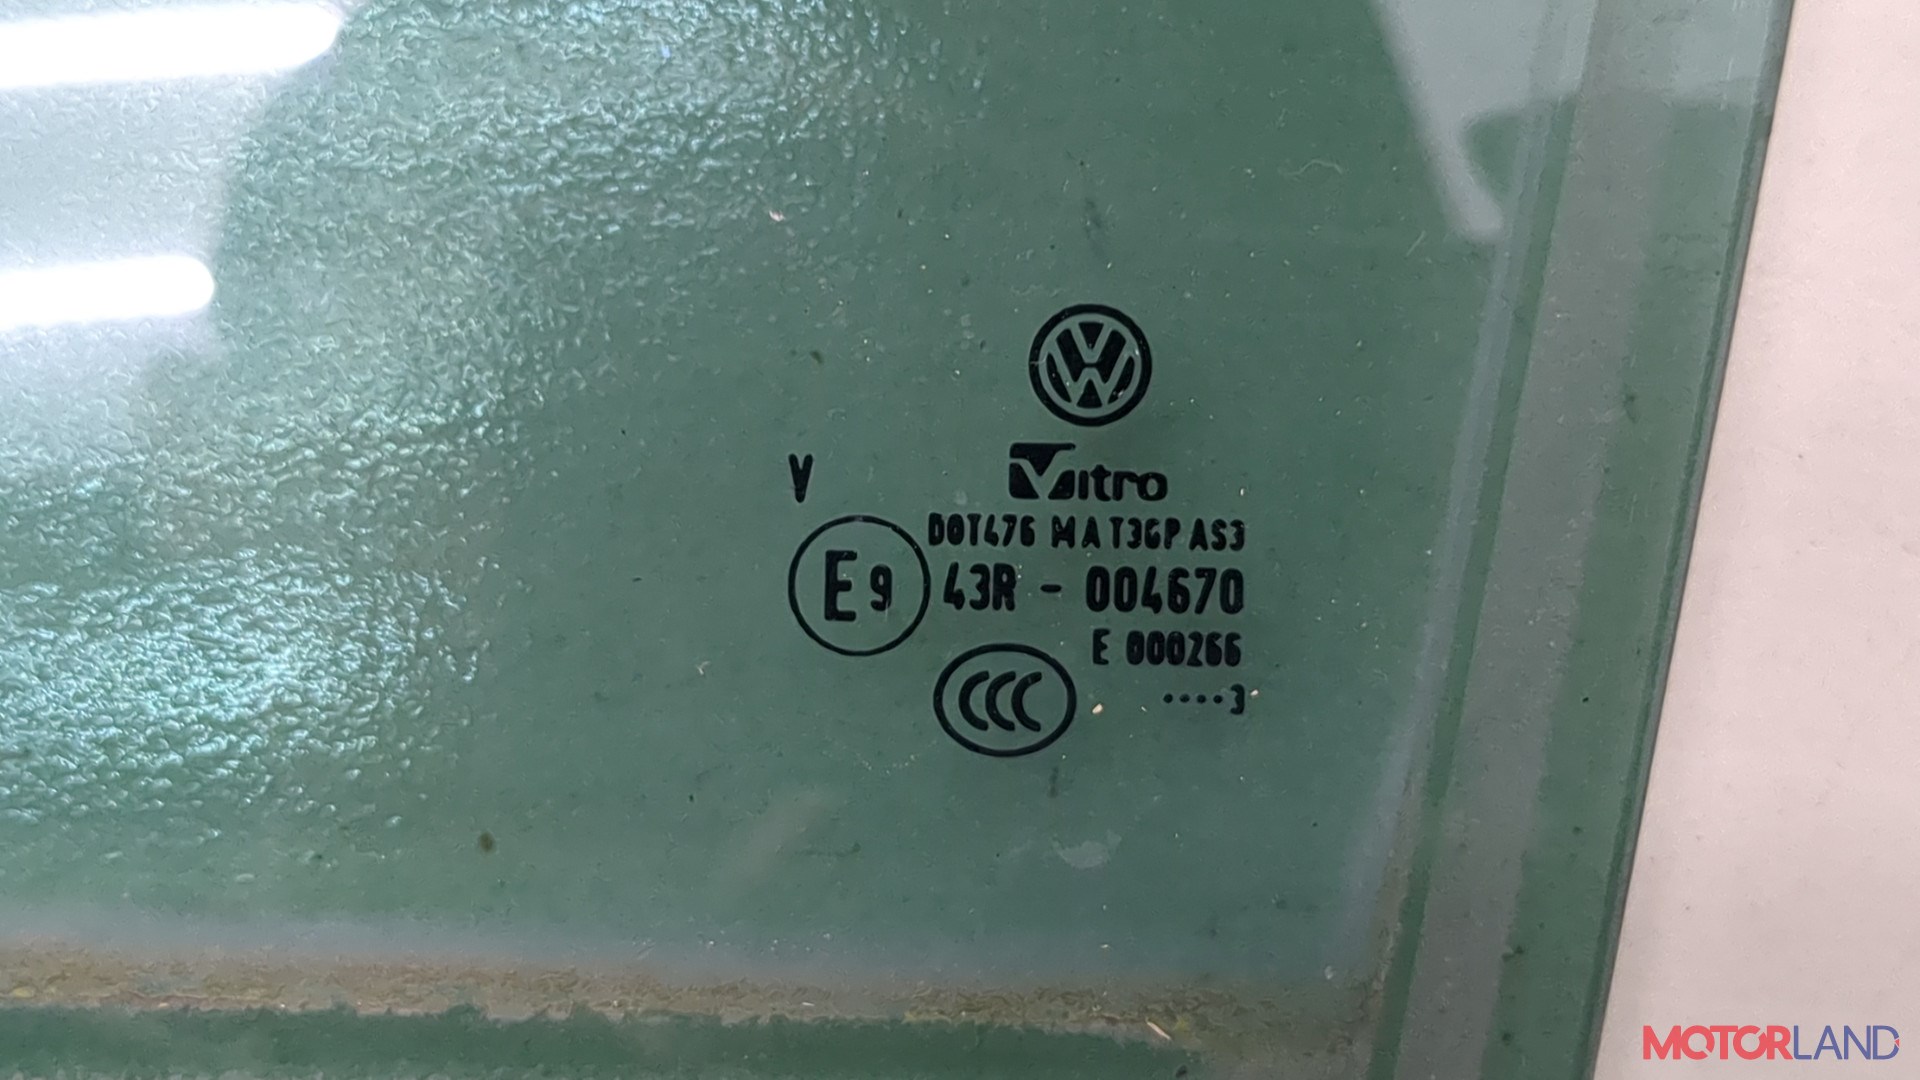 VW
V
Vitro
DOT476 M A T3GP AS3
E9 43R - 004670
E 000266
CCC
....3
MOTORLAND